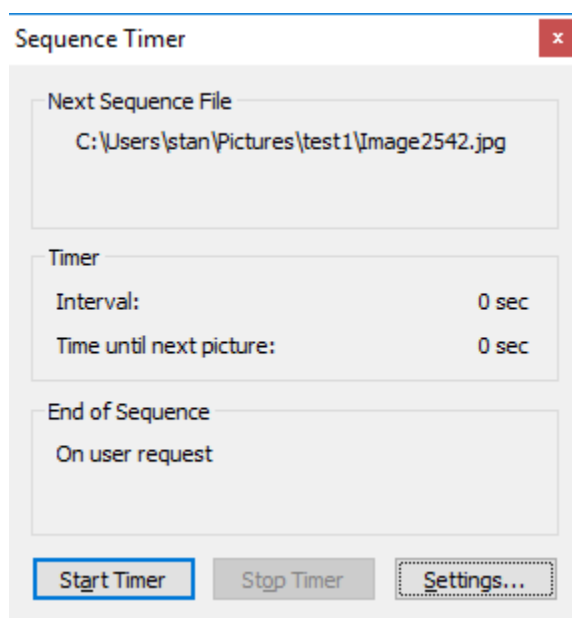 Sequence Timer
x
Next Sequence File
C:\Users\stan\Pictures\test1\Image2542.jpg
Timer
Interval: 0 sec
Time until next picture: 0 sec
End of Sequence
On user request
Start Timer Stop Timer Settings...